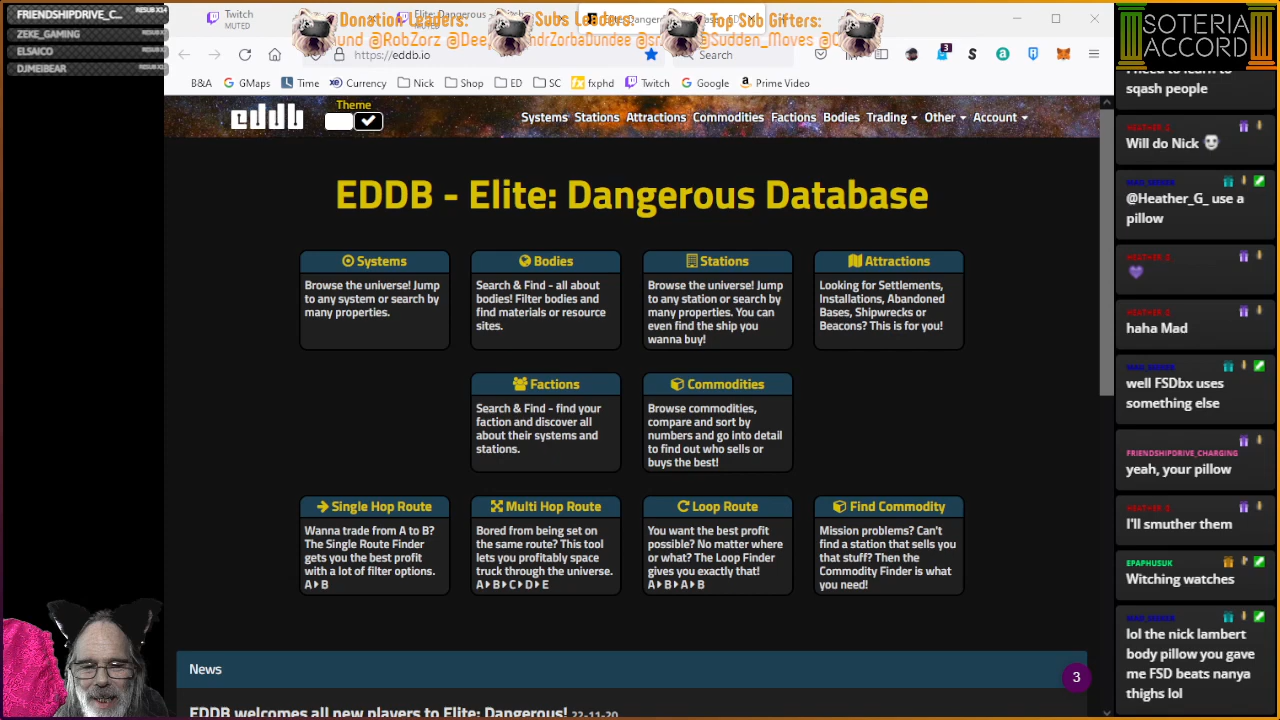 FRIENDSHIPDRIVE_C... RESUB X14
ZEKE_GAMING
ELSAICO
DJMEIBEAR
Twitch
MUTED
Donation Leaders:
Subs Leaders:
Top Sub Gifters:
@RobZorz @Dee,
@Sudden_Moves
https://eddb.io
Search
3
B&A
GMaps
Time
Currency
Nick
Shop
ED
SC
fxphd
Twitch
Google
Prime Video
eddb
Theme
Systems Stations Attractions Commodities Factions Bodies Trading Other Account
EDDB - Elite: Dangerous Database
Systems
Browse the universe! Jump
to any system or search by
many properties.
Bodies
Search & Find - all about
bodies! Filter bodies and
find materials or resource
sites.
Stations
Browse the universe! Jump
to any station or search by
many properties. You can
even find the ship you
wanna buy!
Attractions
Looking for Settlements,
Installations, Abandoned
Bases, Shipwrecks or
Beacons? This is for you!
Factions
Search & Find - find your
faction and discover all
about their systems and
stations.
Commodities
Browse commodities,
compare and sort by
numbers and go into detail
to find out who sells or
buys the best!
Single Hop Route
Wanna trade from A to B?
The Single Route Finder
gets you the best profit
with a lot of filter options.
A▸B
Multi Hop Route
Bored from being set on
the same route? This tool
lets you profitably space
truck through the universe.
A▸B▸C▸D▸E
Loop Route
You want the best profit
possible? No matter where
or what? The Loop Finder
gives you exactly that!
A▸B▸A▸B
Find Commodity
Mission problems? Can't
find a station that sells you
that stuff? Then the
Commodity Finder is what
you need!
News
3
EDDB welcomes all new players to Elite: Dangerous! 22-11-20
SOTERIA
ACCORD
I need to learn to
sqash people
HEATHER_G_
Will do Nick
@Heather_G_ use a
pillow
HEATHER_G_
HEATHER_G_
haha Mad
well FSDbx uses
something else
FRIENDSHIPDRIVE_CHARGING
yeah, your pillow
HEATHER_G_
I'll smuther them
EPAPHUSUK
Witching watches
lol the nick lambert
body pillow you gave
me FSD beats nanya
thighs lol